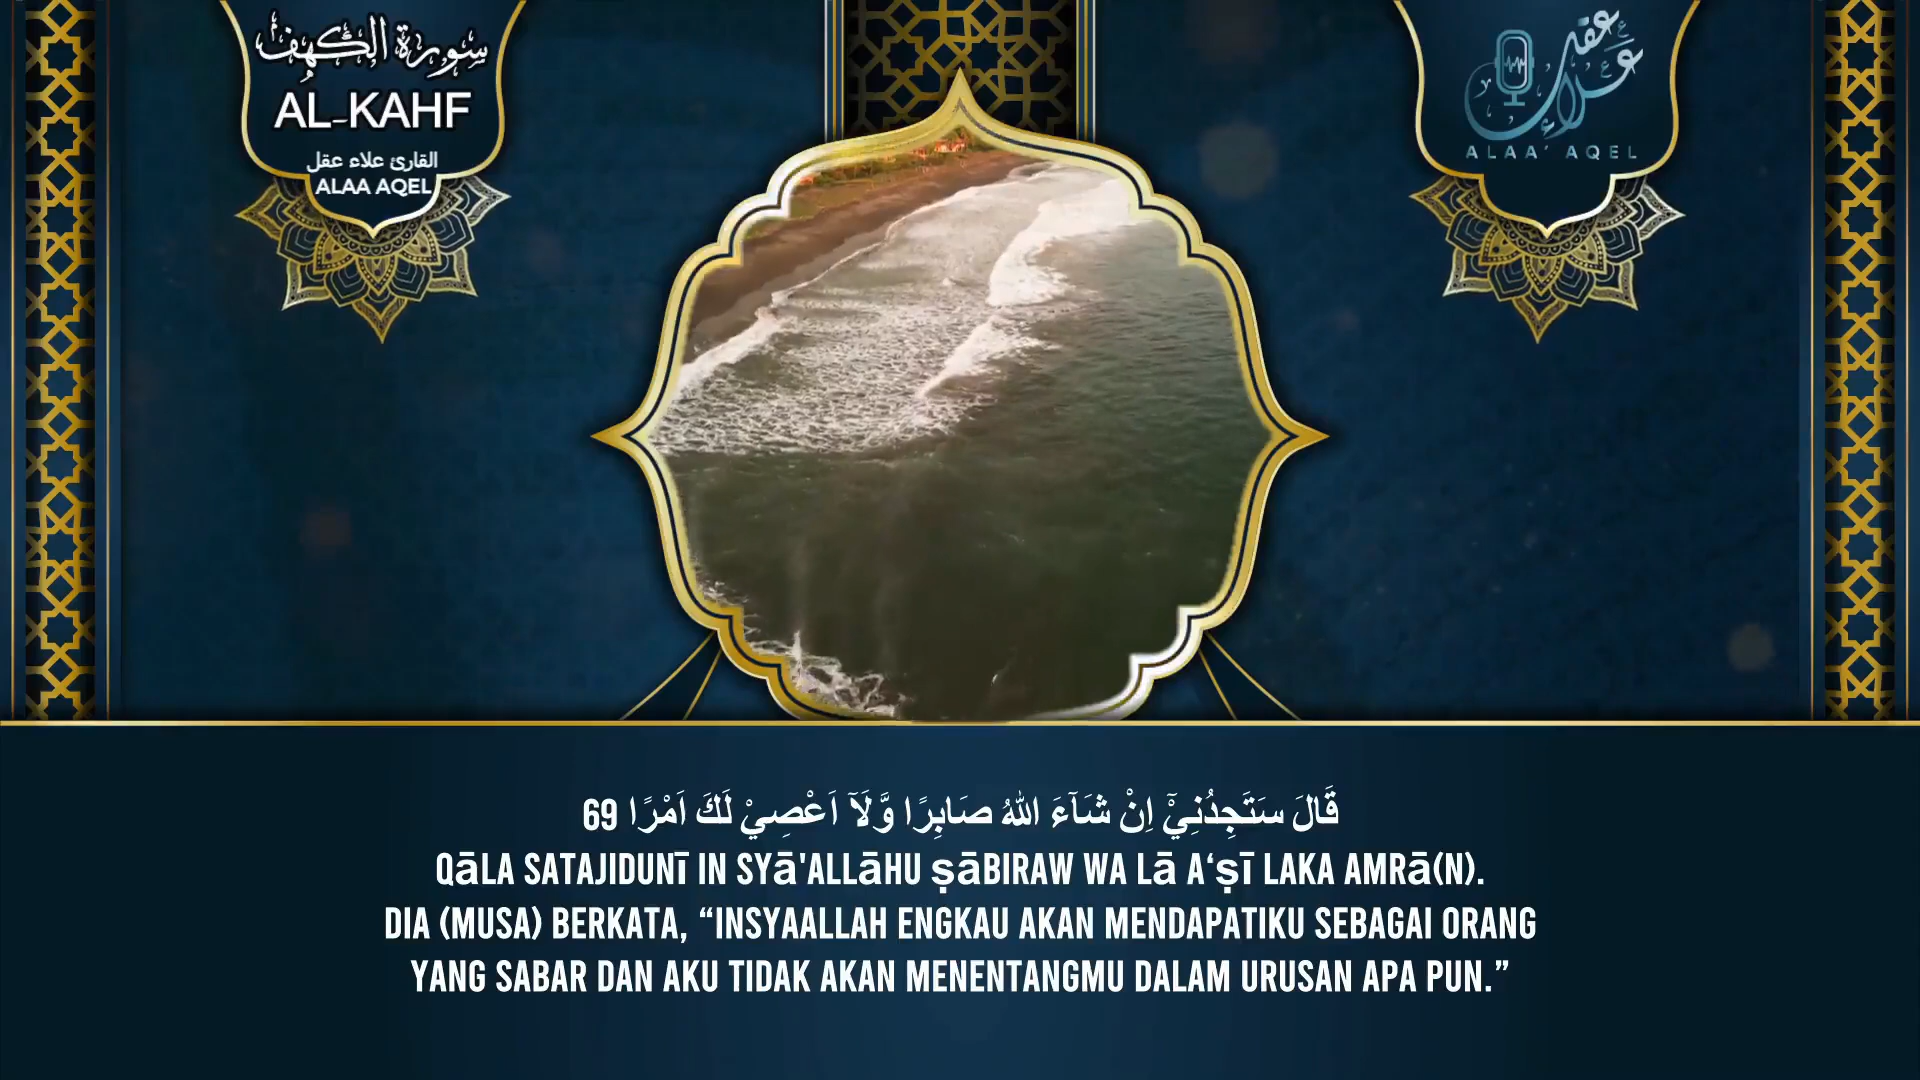 سورة الكهف
AL-KAHF
القارئ علاء عقل
ALAA AQEL
علاء عقل
ALAA' AQEL
قَالَ سَتَجِدُنِيْٓ اِنْ شَاۤءَ اللّٰهُ صَابِرًا وَّلَآ اَعْصِيْ لَكَ اَمْرًا 69
QāLA SATAJIDUNī IN SYā'ALLāHU ṣāBIRAW WA Lā A‘ṣī LAKA AMRā(N).
DIA (MUSA) BERKATA, “INSYAALLAH ENGKAU AKAN MENDAPATIKU SEBAGAI ORANG
YANG SABAR DAN AKU TIDAK AKAN MENENTANGMU DALAM URUSAN APA PUN.”